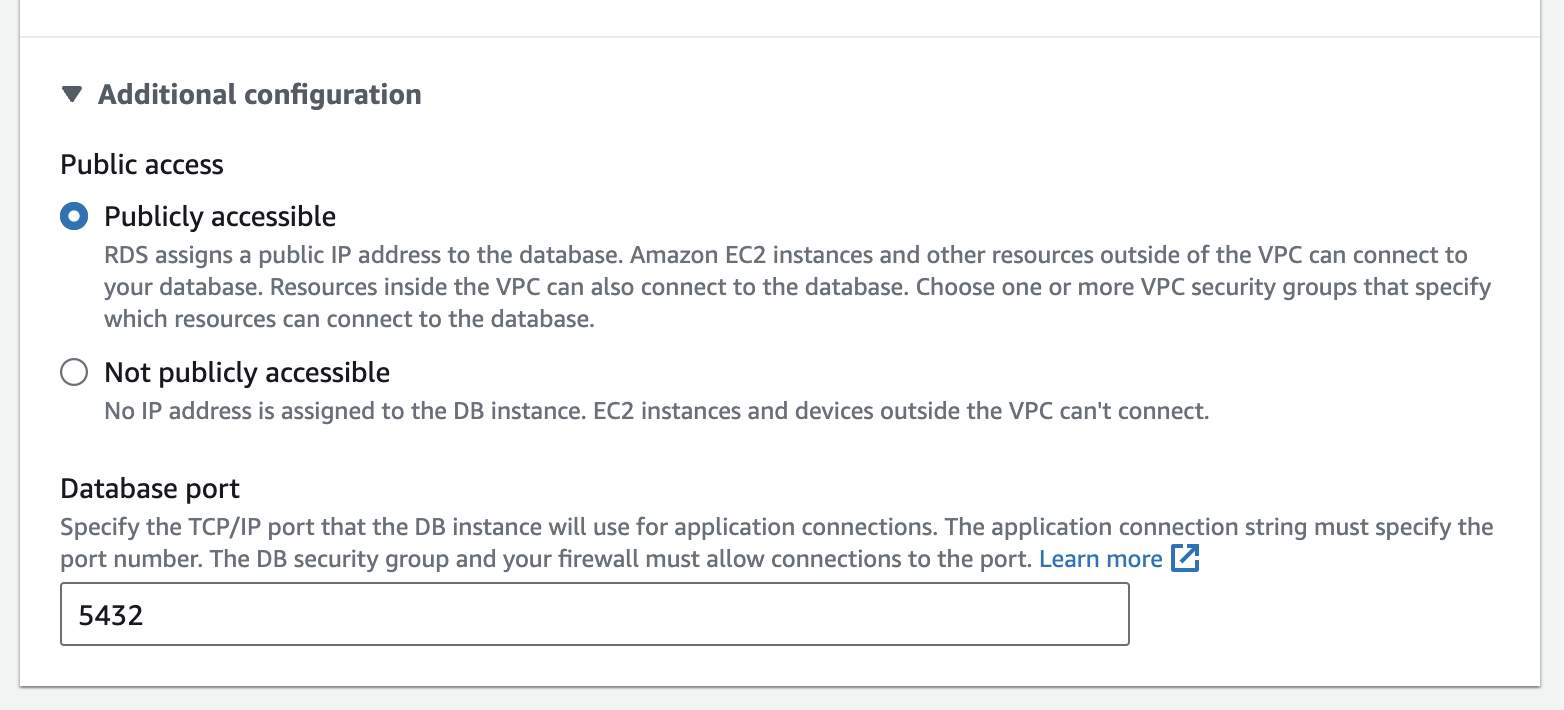 Additional configuration
Public access
Publicly accessible
RDS assigns a public IP address to the database. Amazon EC2 instances and other resources outside of the VPC can connect to
your database. Resources inside the VPC can also connect to the database. Choose one or more VPC security groups that specify
which resources can connect to the database.
Not publicly accessible
No IP address is assigned to the DB instance. EC2 instances and devices outside the VPC can't connect.
Database port
Specify the TCP/IP port that the DB instance will use for application connections. The application connection string must specify the
port number. The DB security group and your firewall must allow connections to the port. Learn more
5432